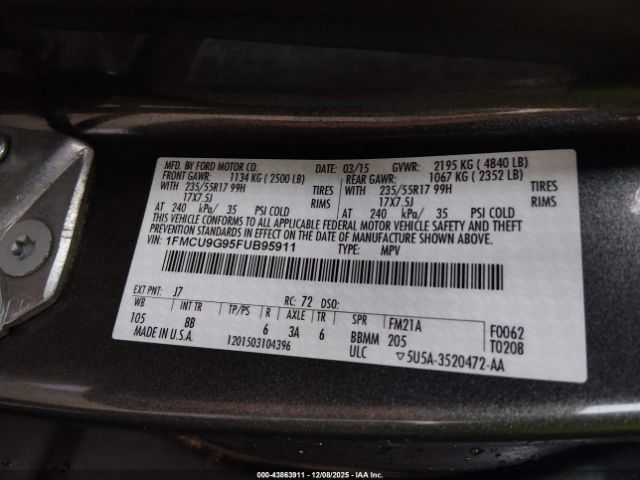 MFD. BY FORD MOTOR CO. DATE: 03/15 GVWR: 2195 KG ( 4840 LB)
FRONT GAWR: 1134 KG ( 2500 LB) REAR GAWR: 1067 KG ( 2352 LB)
WITH 235/55R17 99H TIRES WITH 235/55R17 99H TIRES
17X7.5J RIMS 17X7.5J RIMS
AT 240 kPa/ 35 PSI COLD AT 240 kPa/ 35 PSI COLD
THIS VEHICLE CONFORMS TO ALL APPLICABLE FEDERAL MOTOR VEHICLE SAFETY AND THEFT
PREVENTION STANDARDS IN EFFECT ON THE DATE OF MANUFACTURE SHOWN ABOVE.
VIN: 1FMCU9G95FUB95911 TYPE: MPV
EXT PNT: J7 RC: 72 DSO:
WB INT TR TP/PS R AXLE TR SPR FM21A F0062
105 8B 6 3A 6 BBMM 205 T0208
MADE IN U.S.A. 1201503104396 ULC ▽5U5A-3520472-AA
000-43863911 | 12/08/2025 - IAAI.com